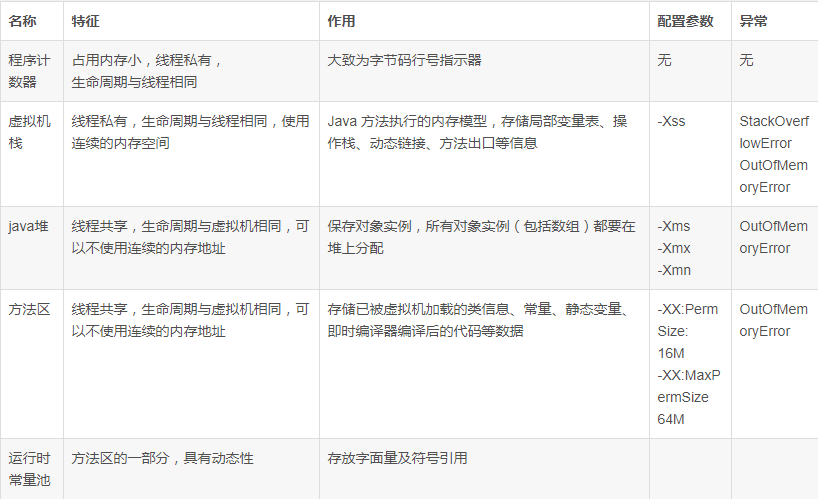 名称 特征 作用 配置参数 异常
程序计
数器
占用内存小，线程私有，
生命周期与线程相同
大致为字节码行号指示器
无
无
虚拟机
栈
线程私有，生命周期与线程相同，使用
连续的内存空间
Java 方法执行的内存模型，存储局部变量表、操
作栈、动态链接、方法出口等信息
-Xss
StackOverf
lowError
OutOfMem
oryError
java堆
线程共享，生命周期与虚拟机相同，可
以不使用连续的内存地址
保存对象实例，所有对象实例（包括数组）都要在
堆上分配
-Xms
-Xmx
-Xmn
OutOfMem
oryError
方法区
线程共享，生命周期与虚拟机相同，可
以不使用连续的内存地址
存储已被虚拟机加载的类信息、常量、静态变量、
即时编译器编译后的代码等数据
-XX:Perm
Size:
16M
-XX:MaxP
ermSize
64M
OutOfMem
oryError
运行时
常量池
方法区的一部分，具有动态性
存放字面量及符号引用